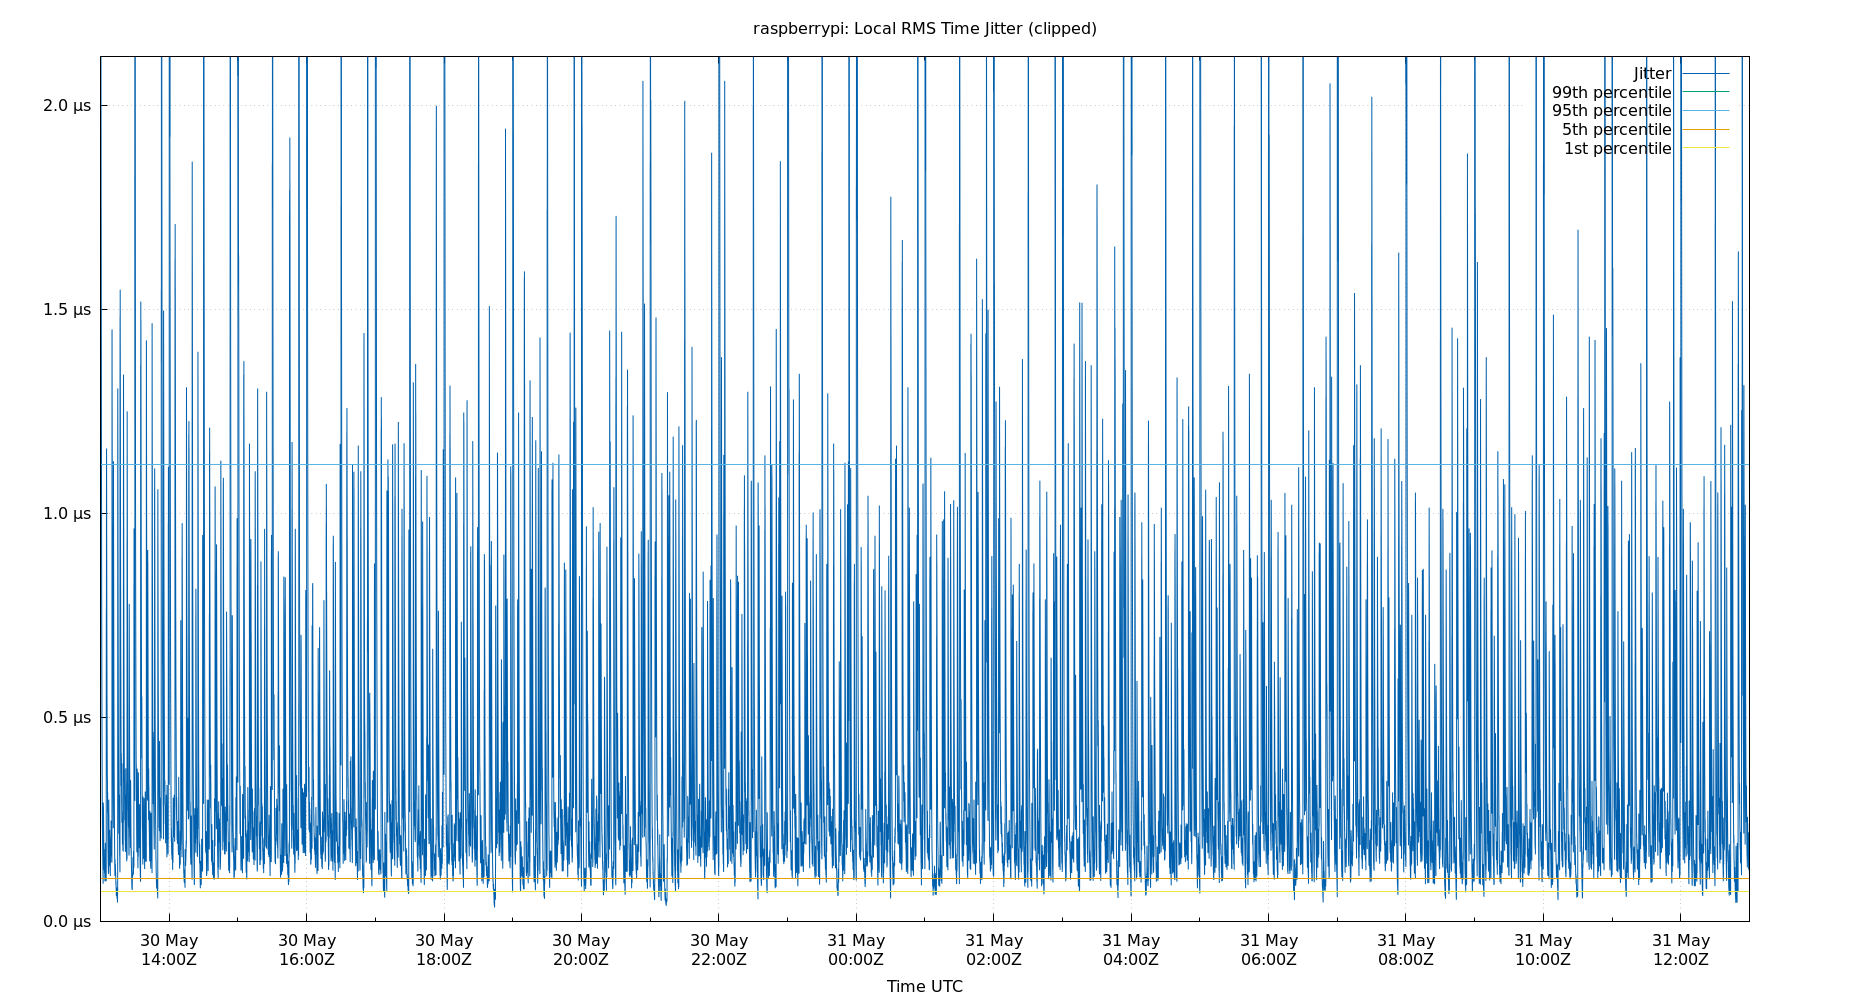 raspberrypi: Local RMS Time Jitter (clipped)
Jitter
99th percentile
95th percentile
5th percentile
1st percentile
2.0 µs
1.5 µs
1.0 µs
0.5 µs
0.0 µs
30 May 30 May 30 May 30 May 30 May 31 May 31 May 31 May 31 May 31 May 31 May 31 May
14:00Z 16:00Z 18:00Z 20:00Z 22:00Z 00:00Z 02:00Z 04:00Z 06:00Z 08:00Z 10:00Z 12:00Z
Time UTC